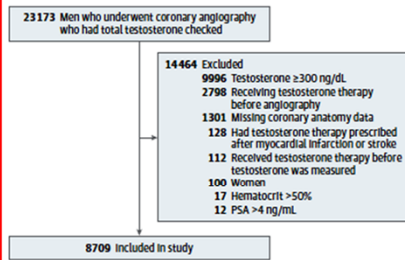 23173 Men who underwent coronary angiography
who had total testosterone checked
14464 Excluded
9996 Testosterone ≥300 ng/dL
2798 Receiving testosterone therapy
before angiography
1301 Missing coronary anatomy data
128 Had testosterone therapy prescribed
after myocardial infarction or stroke
112 Received testosterone therapy before
testosterone was measured
100 Women
17 Hematocrit >50%
12 PSA >4 ng/mL
8709 Included in study